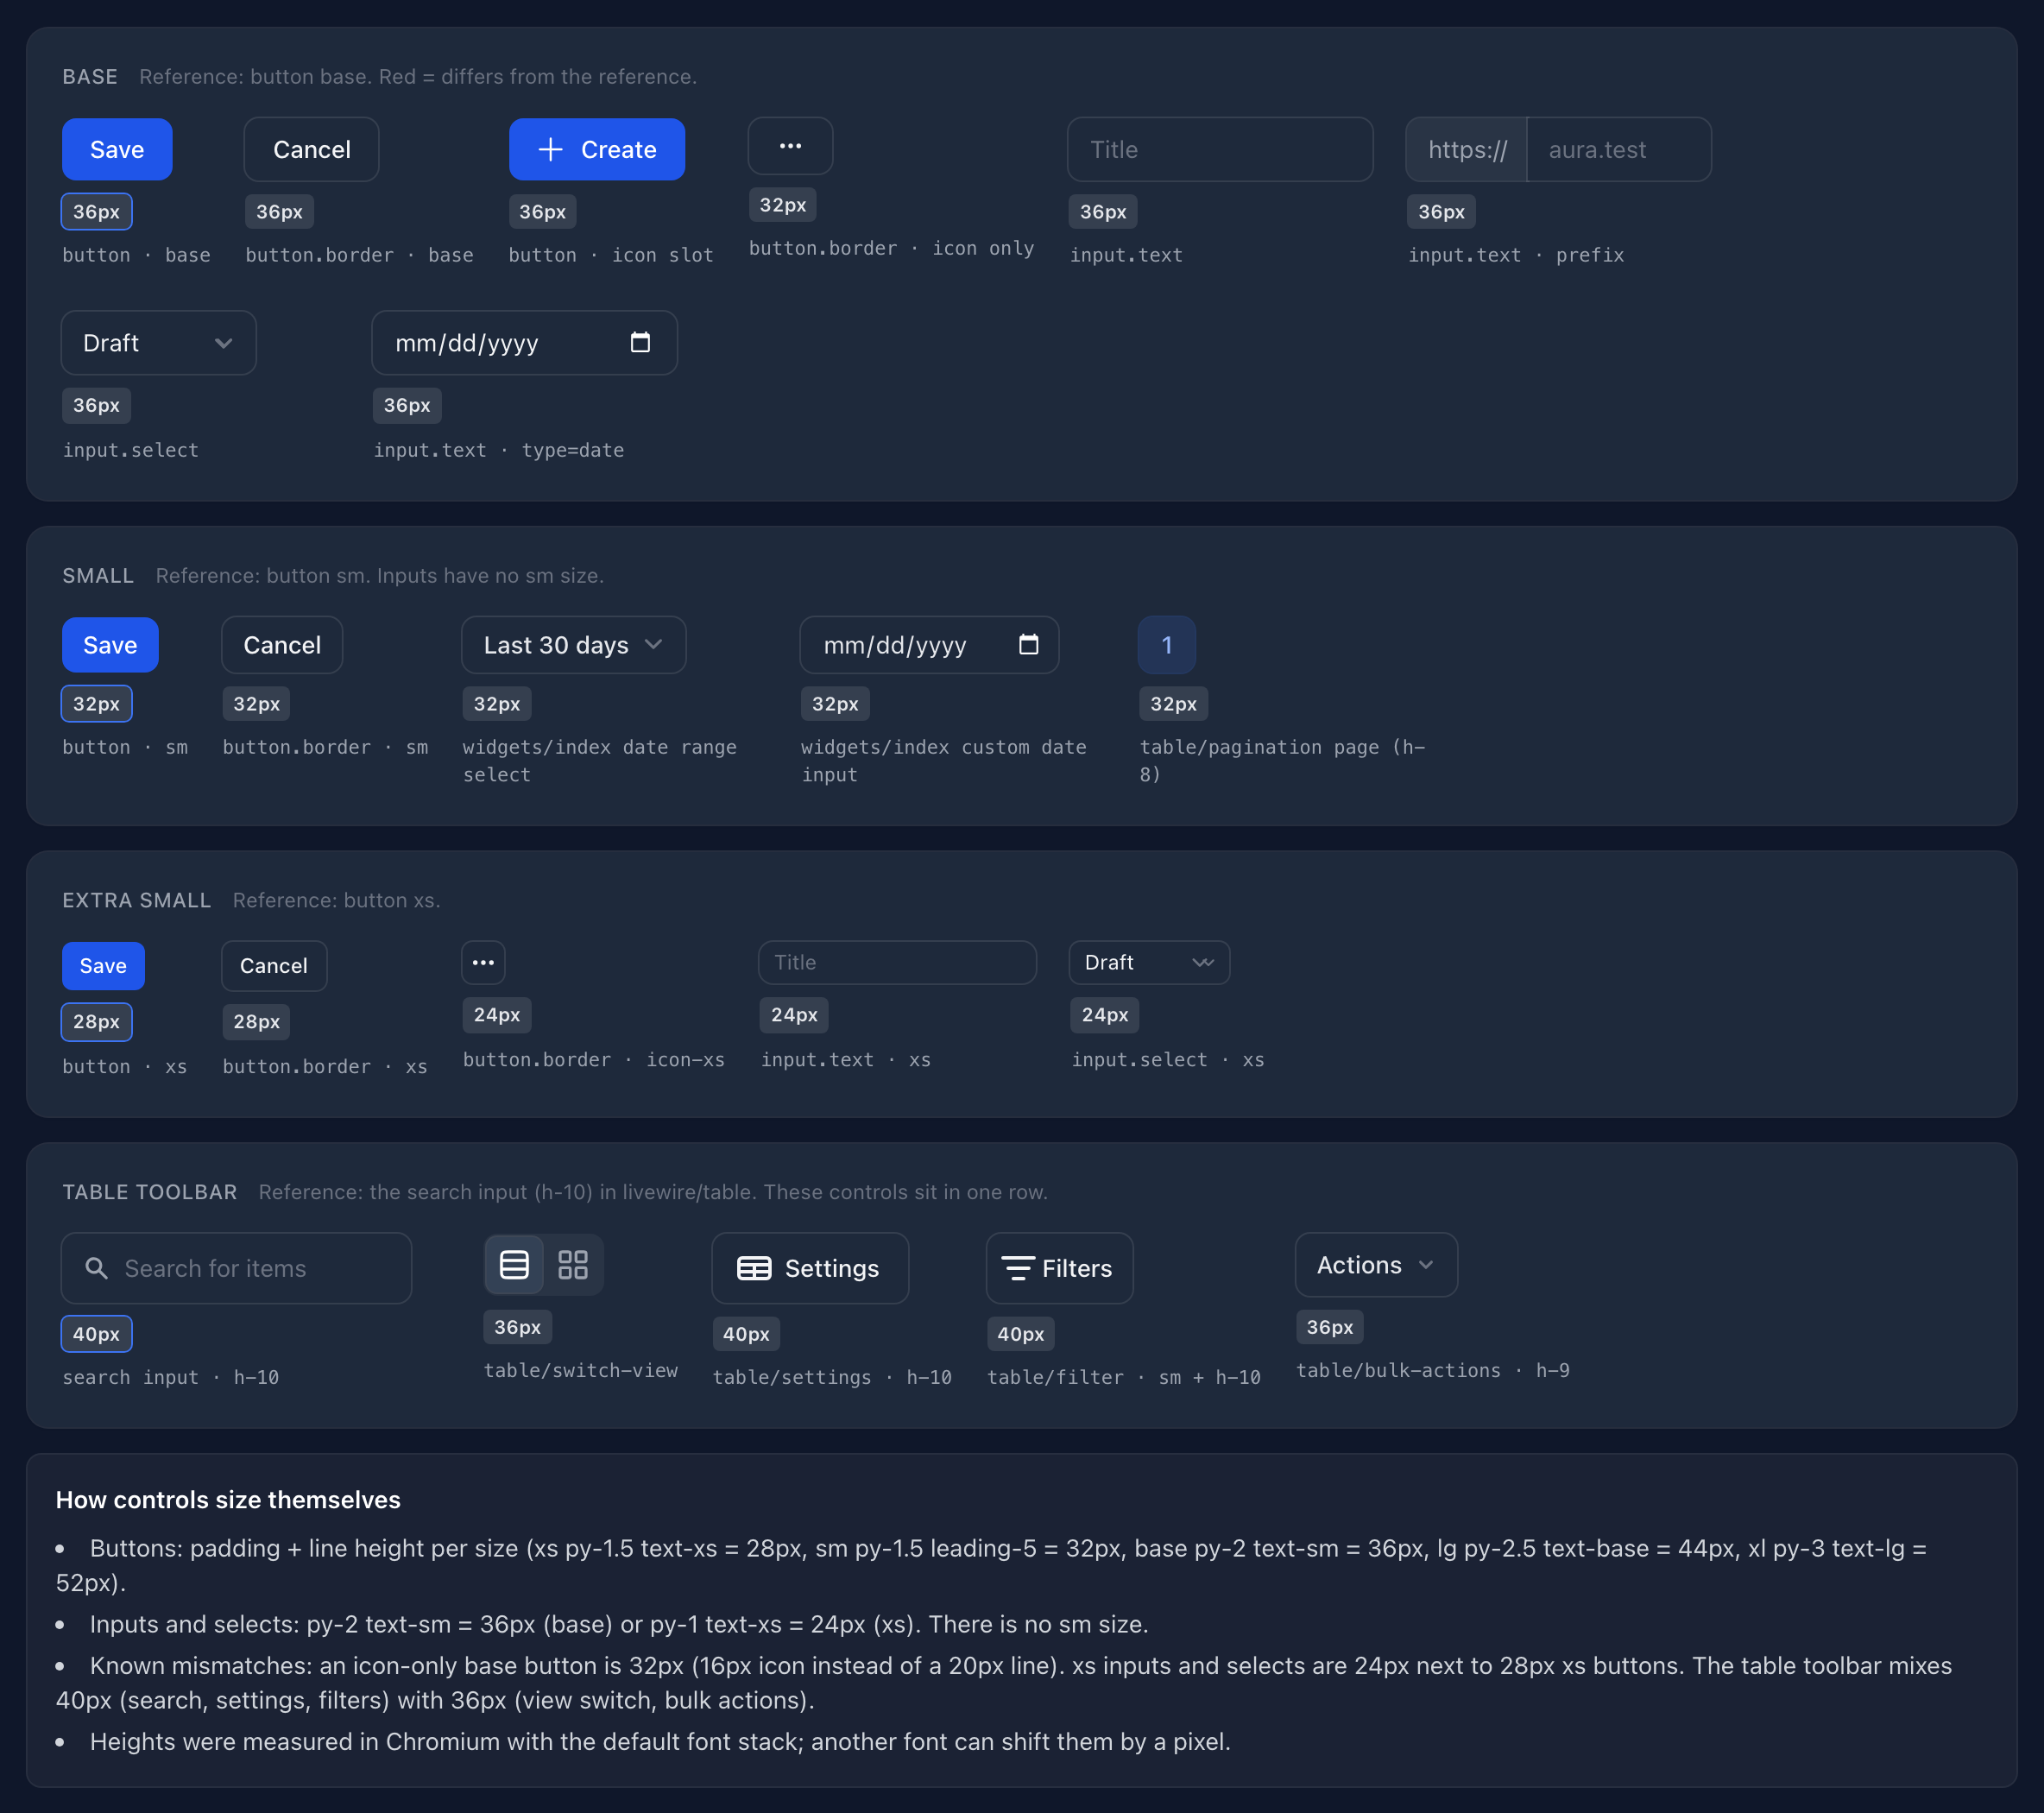 BASE Reference: button base. Red = differs from the reference.
Save Cancel Create Title https:// aura.test
36px 36px 36px 32px 36px 36px
button · base button.border · base button · icon slot button.border · icon only input.text input.text · prefix
Draft mm/dd/yyyy
36px 36px
input.select input.text · type=date
SMALL Reference: button sm. Inputs have no sm size.
Save Cancel Last 30 days mm/dd/yyyy 1
32px 32px 32px 32px 32px
button · sm button.border · sm widgets/index date range widgets/index custom date table/pagination page (h-
select input 8)
EXTRA SMALL Reference: button xs.
Save Cancel Title Draft
28px 28px 24px 24px 24px
button · xs button.border · xs button.border · icon-xs input.text · xs input.select · xs
TABLE TOOLBAR Reference: the search input (h-10) in livewire/table. These controls sit in one row.
Search for items Settings Filters Actions
40px 36px 40px 40px 36px
search input · h-10 table/switch-view table/settings · h-10 table/filter · sm + h-10 table/bulk-actions · h-9
How controls size themselves
• Buttons: padding + line height per size (xs py-1.5 text-xs = 28px, sm py-1.5 leading-5 = 32px, base py-2 text-sm = 36px, lg py-2.5 text-base = 44px, xl py-3 text-lg =
52px).
• Inputs and selects: py-2 text-sm = 36px (base) or py-1 text-xs = 24px (xs). There is no sm size.
• Known mismatches: an icon-only base button is 32px (16px icon instead of a 20px line). xs inputs and selects are 24px next to 28px xs buttons. The table toolbar mixes
40px (search, settings, filters) with 36px (view switch, bulk actions).
• Heights were measured in Chromium with the default font stack; another font can shift them by a pixel.